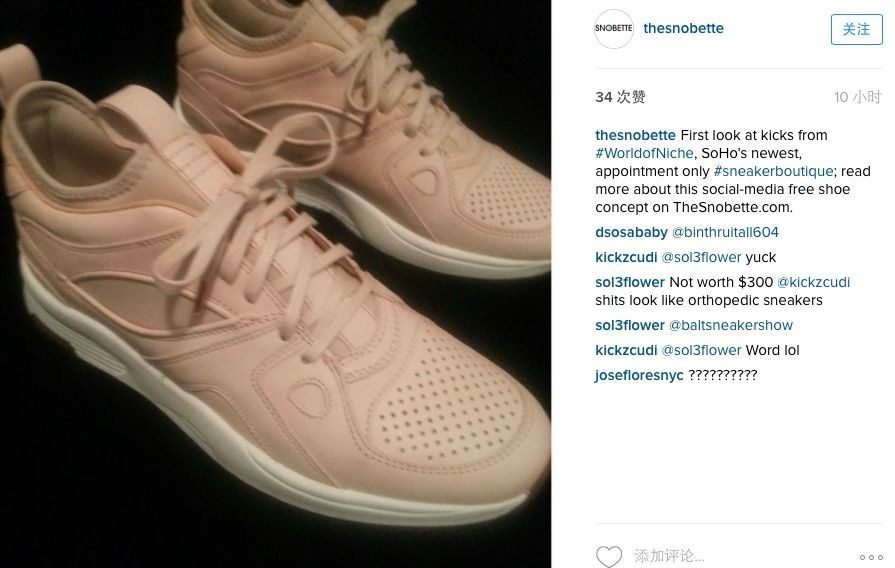 SNOBETTE
thesnobette
关注
34 次赞
10 小时
thesnobette First look at kicks from
#WorldofNiche, SoHo's newest,
appointment only #sneakerboutique; read
more about this social-media free shoe
concept on TheSnobette.com.
dsosababy @binthruitall604
kickzcudi @sol3flower yuck
sol3flower Not worth $300 @kickzcudi
shits look like orthopedic sneakers
sol3flower @baltsneakershow
kickzcudi @sol3flower Word lol
josefloresnyc ??????????
添加评论...